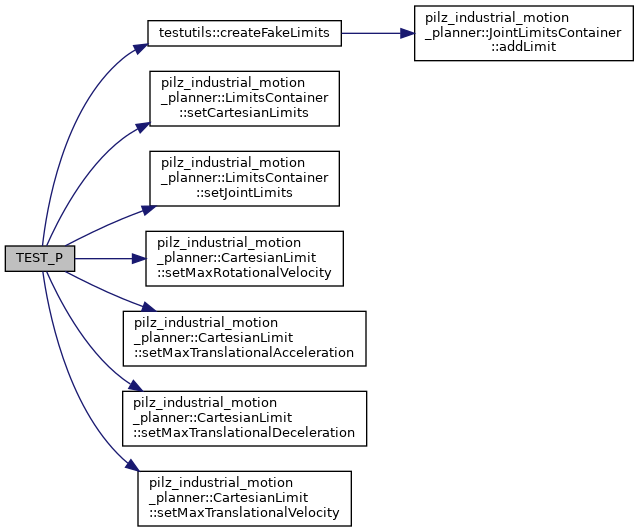 TEST_P
testutils::createFakeLimits
pilz_industrial_motion
_planner::JointLimitsContainer
::addLimit
pilz_industrial_motion
_planner::LimitsContainer
::setCartesianLimits
pilz_industrial_motion
_planner::LimitsContainer
::setJointLimits
pilz_industrial_motion
_planner::CartesianLimit
::setMaxRotationalVelocity
pilz_industrial_motion
_planner::CartesianLimit
::setMaxTranslationalAcceleration
pilz_industrial_motion
_planner::CartesianLimit
::setMaxTranslationalDeceleration
pilz_industrial_motion
_planner::CartesianLimit
::setMaxTranslationalVelocity